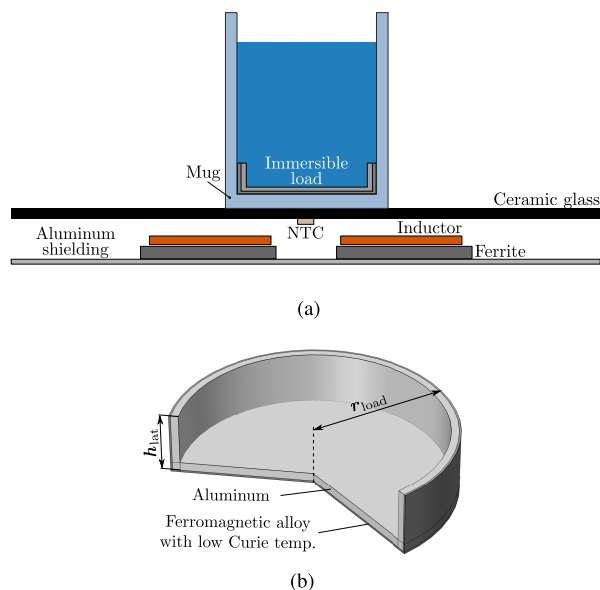 Immersible
load
Mug
Ceramic glass
NTC
Inductor
Aluminum
shielding
Ferrite
(a)
r_load
h_lat
Aluminum
Ferromagnetic alloy
with low Curie temp.
(b)